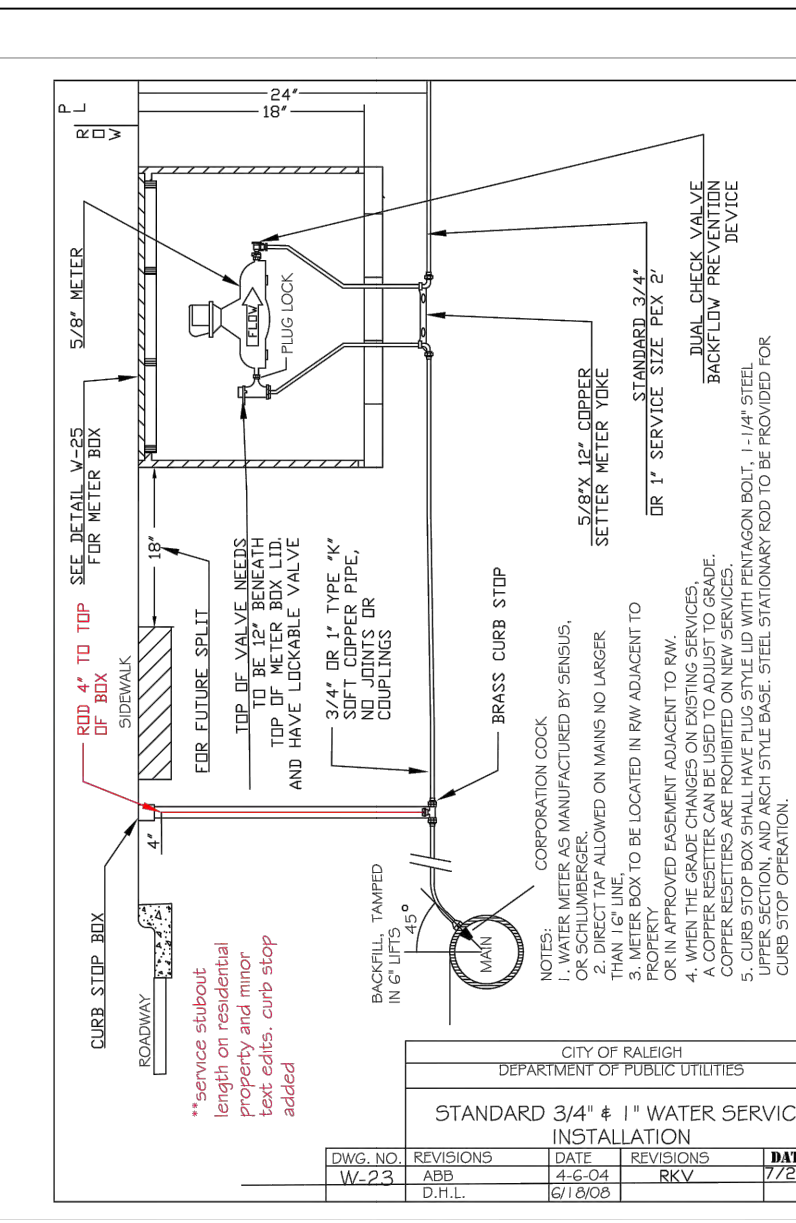 24"
18"
P
L
ROW
5/8" METER
SEE DETAIL W-25
FOR METER BOX
FLOW
PLUG LOCK
18"
FOR FUTURE SPLIT
ROD 4" TO TOP
OF BOX
SIDEWALK
TOP OF VALVE NEEDS
TO BE 12" BENEATH
TOP OF METER BOX LID.
AND HAVE LOCKABLE VALVE
3/4" OR 1" TYPE "K"
SOFT COPPER PIPE,
NO JOINTS OR
COUPLINGS
5/8"X 12" COPPER
SETTER METER YOKE
STANDARD 3/4"
OR 1" SERVICE SIZE PEX 2'
DUAL CHECK VALVE
BACKFLOW PREVENTION
DEVICE
BRASS CURB STOP
4"
CURB STOP BOX
ROADWAY
**service stubout
length on residential
property and minor
text edits. curb stop
added
BACKFILL, TAMPED
IN 6" LIFTS
45°
MAIN
CORPORATION COCK
NOTES:
1. WATER METER AS MANUFACTURED BY SENSUS,
OR SCHLUMBERGER.
2. DIRECT TAP ALLOWED ON MAINS NO LARGER
THAN 16" LINE,
3. METER BOX TO BE LOCATED IN R/W ADJACENT TO
PROPERTY
OR IN APPROVED EASEMENT ADJACENT TO R/W.
4. WHEN THE GRADE CHANGES ON EXISTING SERVICES,
A COPPER RESETTER CAN BE USED TO ADJUST TO GRADE.
COPPER RESETTERS ARE PROHIBITED ON NEW SERVICES.
5. CURB STOP BOX SHALL HAVE PLUG STYLE LID WITH PENTAGON BOLT, 1-1/4" STEEL
UPPER SECTION, AND ARCH STYLE BASE. STEEL STATIONARY ROD TO BE PROVIDED FOR
CURB STOP OPERATION.
CITY OF RALEIGH
DEPARTMENT OF PUBLIC UTILITIES
STANDARD 3/4" & 1" WATER SERVIC
INSTALLATION
DWG. NO. REVISIONS DATE REVISIONS DAT
W-23 ABB 4-6-04 RKV 7/2
D.H.L. 6/18/08